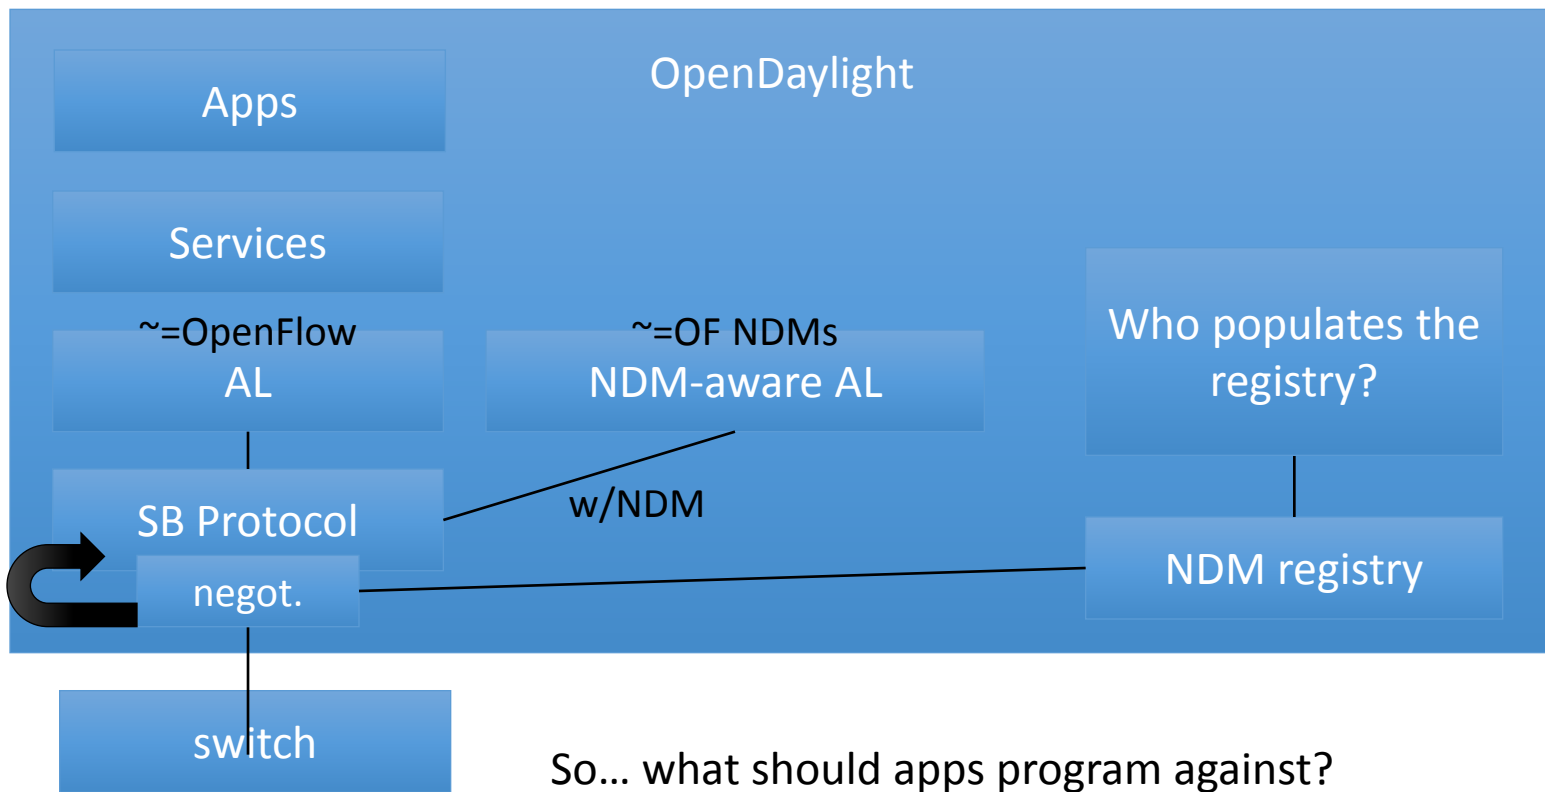 OpenDaylight
Apps
Services
~=OpenFlow
AL
~=OF NDMs
NDM-aware AL
Who populates the
registry?
SB Protocol
w/NDM
negot.
NDM registry
switch
So... what should apps program against?